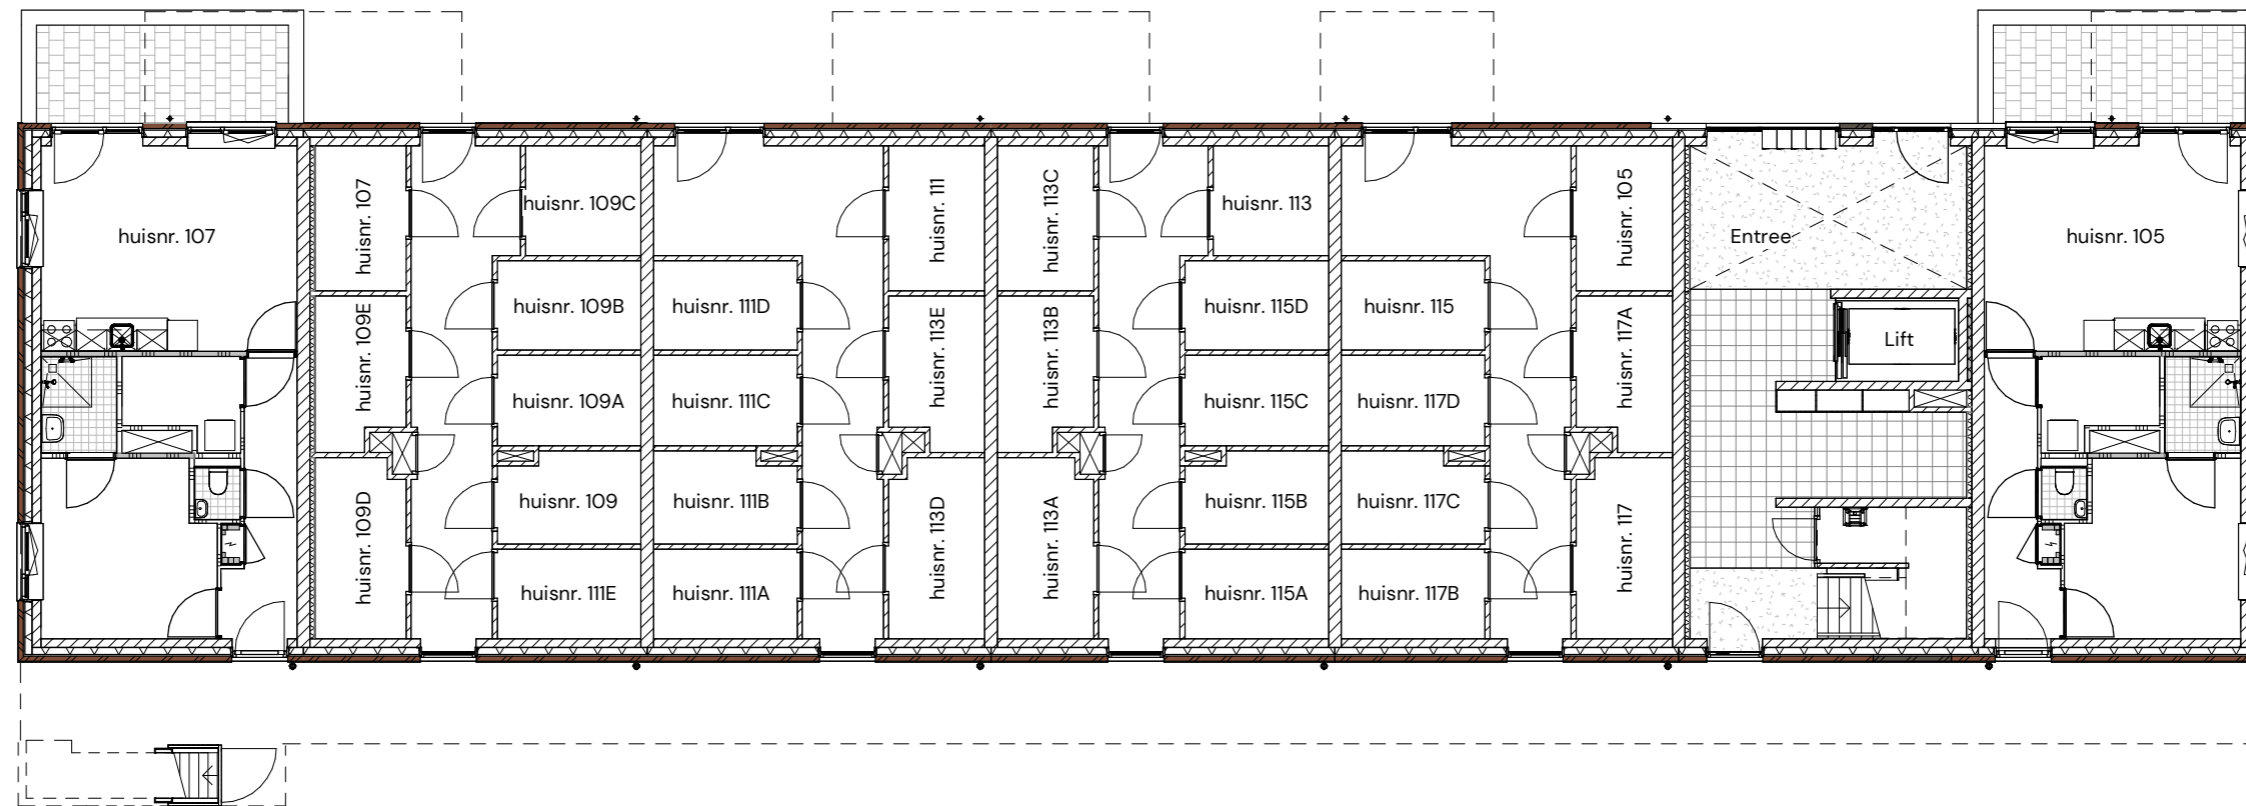 huisnr. 107
huisnr. 107
huisnr. 109E
huisnr. 109D
huisnr. 109C
huisnr. 109B
huisnr. 109A
huisnr. 109
huisnr. 111E
huisnr. 111D
huisnr. 111C
huisnr. 111B
huisnr. 111A
huisnr. 111
huisnr. 113E
huisnr. 113D
huisnr. 113C
huisnr. 113B
huisnr. 113A
huisnr. 113
huisnr. 115D
huisnr. 115C
huisnr. 115B
huisnr. 115A
huisnr. 115
huisnr. 117D
huisnr. 117C
huisnr. 117B
huisnr. 105
huisnr. 117A
huisnr. 117
Entree
Lift
huisnr. 105